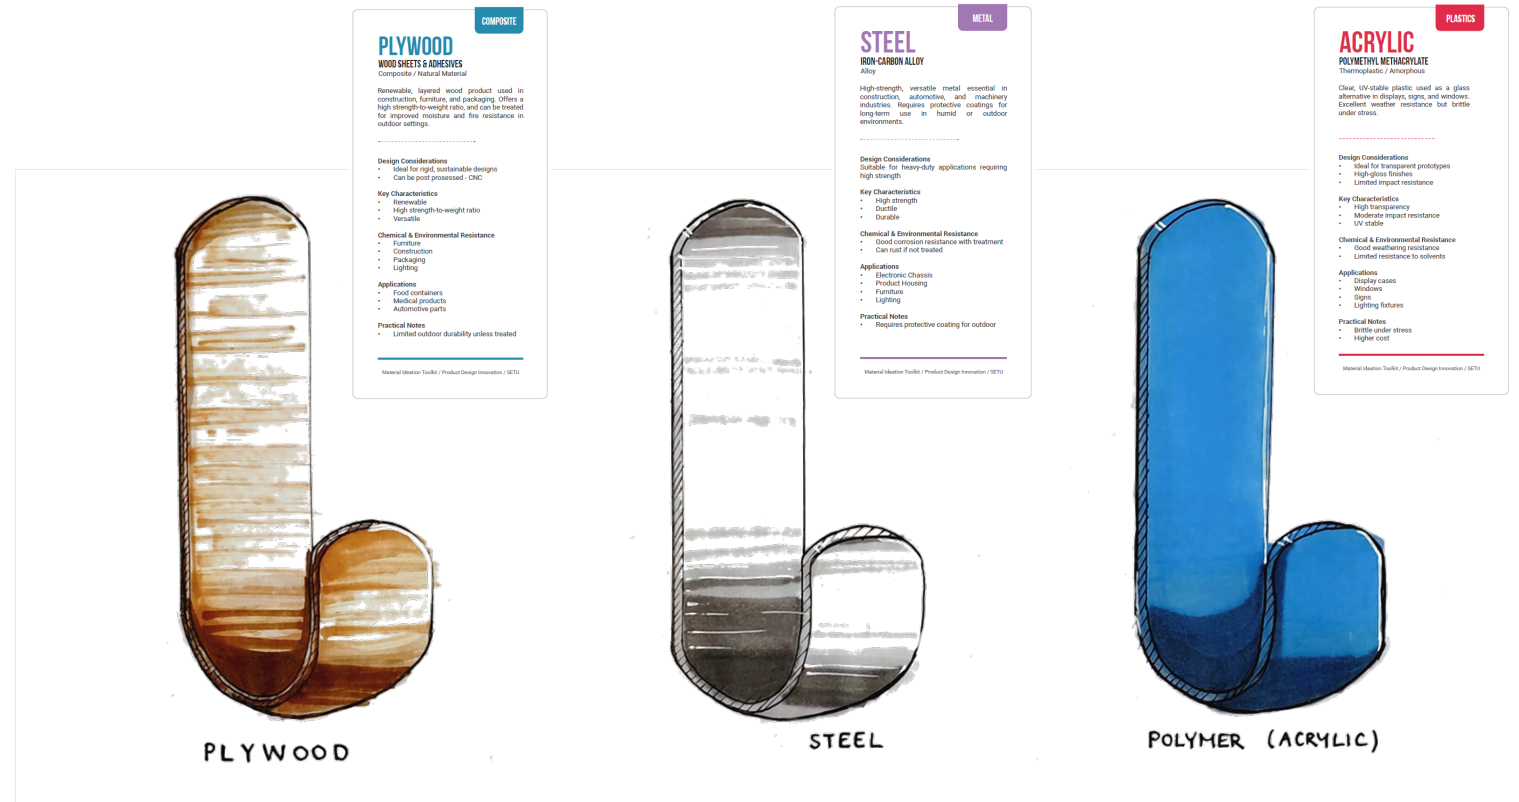 COMPOSITE
PLYWOOD
WOOD SHEETS & ADHESIVES
Composite / Natural Material
Renewable, layered wood product used in
construction, furniture, and packaging. Offers a
high strength-to-weight ratio, and can be treated
for improved moisture and fire resistance in
outdoor settings.
Design Considerations
• Ideal for rigid, sustainable designs
• Can be post prosessed - CNC
Key Characteristics
• Renewable
• High strength-to-weight ratio
• Versatile
Chemical & Environmental Resistance
• Furniture
• Construction
• Packaging
• Lighting
Applications
• Food containers
• Medical products
• Automotive parts
Practical Notes
• Limited outdoor durability unless treated
Material Ideation Toolkit / Product Design Innovation / SETU
PLYWOOD
METAL
STEEL
IRON-CARBON ALLOY
Alloy
High-strength, versatile metal essential in
construction, automotive, and machinery
industries. Requires protective coatings for
long-term use in humid or outdoor
environments.
Design Considerations
Suitable for heavy-duty applications requiring
high strength
Key Characteristics
• High strength
• Ductile
• Durable
Chemical & Environmental Resistance
• Good corrosion resistance with treatment
• Can rust if not treated
Applications
• Electronic Chassis
• Product Housing
• Furniture
• Lighting
Practical Notes
• Requires protective coating for outdoor
Material Ideation Toolkit / Product Design Innovation / SETU
STEEL
PLASTICS
ACRYLIC
POLYMETHYL METHACRYLATE
Thermoplastic / Amorphous
Clear, UV-stable plastic used as a glass
alternative in displays, signs, and windows.
Excellent weather resistance but brittle
under stress.
Design Considerations
• Ideal for transparent prototypes
• High-gloss finishes
• Limited impact resistance
Key Characteristics
• High transparency
• Moderate impact resistance
• UV stable
Chemical & Environmental Resistance
• Good weathering resistance
• Limited resistance to solvents
Applications
• Display cases
• Windows
• Signs
• Lighting fixtures
Practical Notes
• Brittle under stress
• Higher cost
Material Ideation Toolkit / Product Design Innovation / SETU
POLYMER (ACRYLIC)